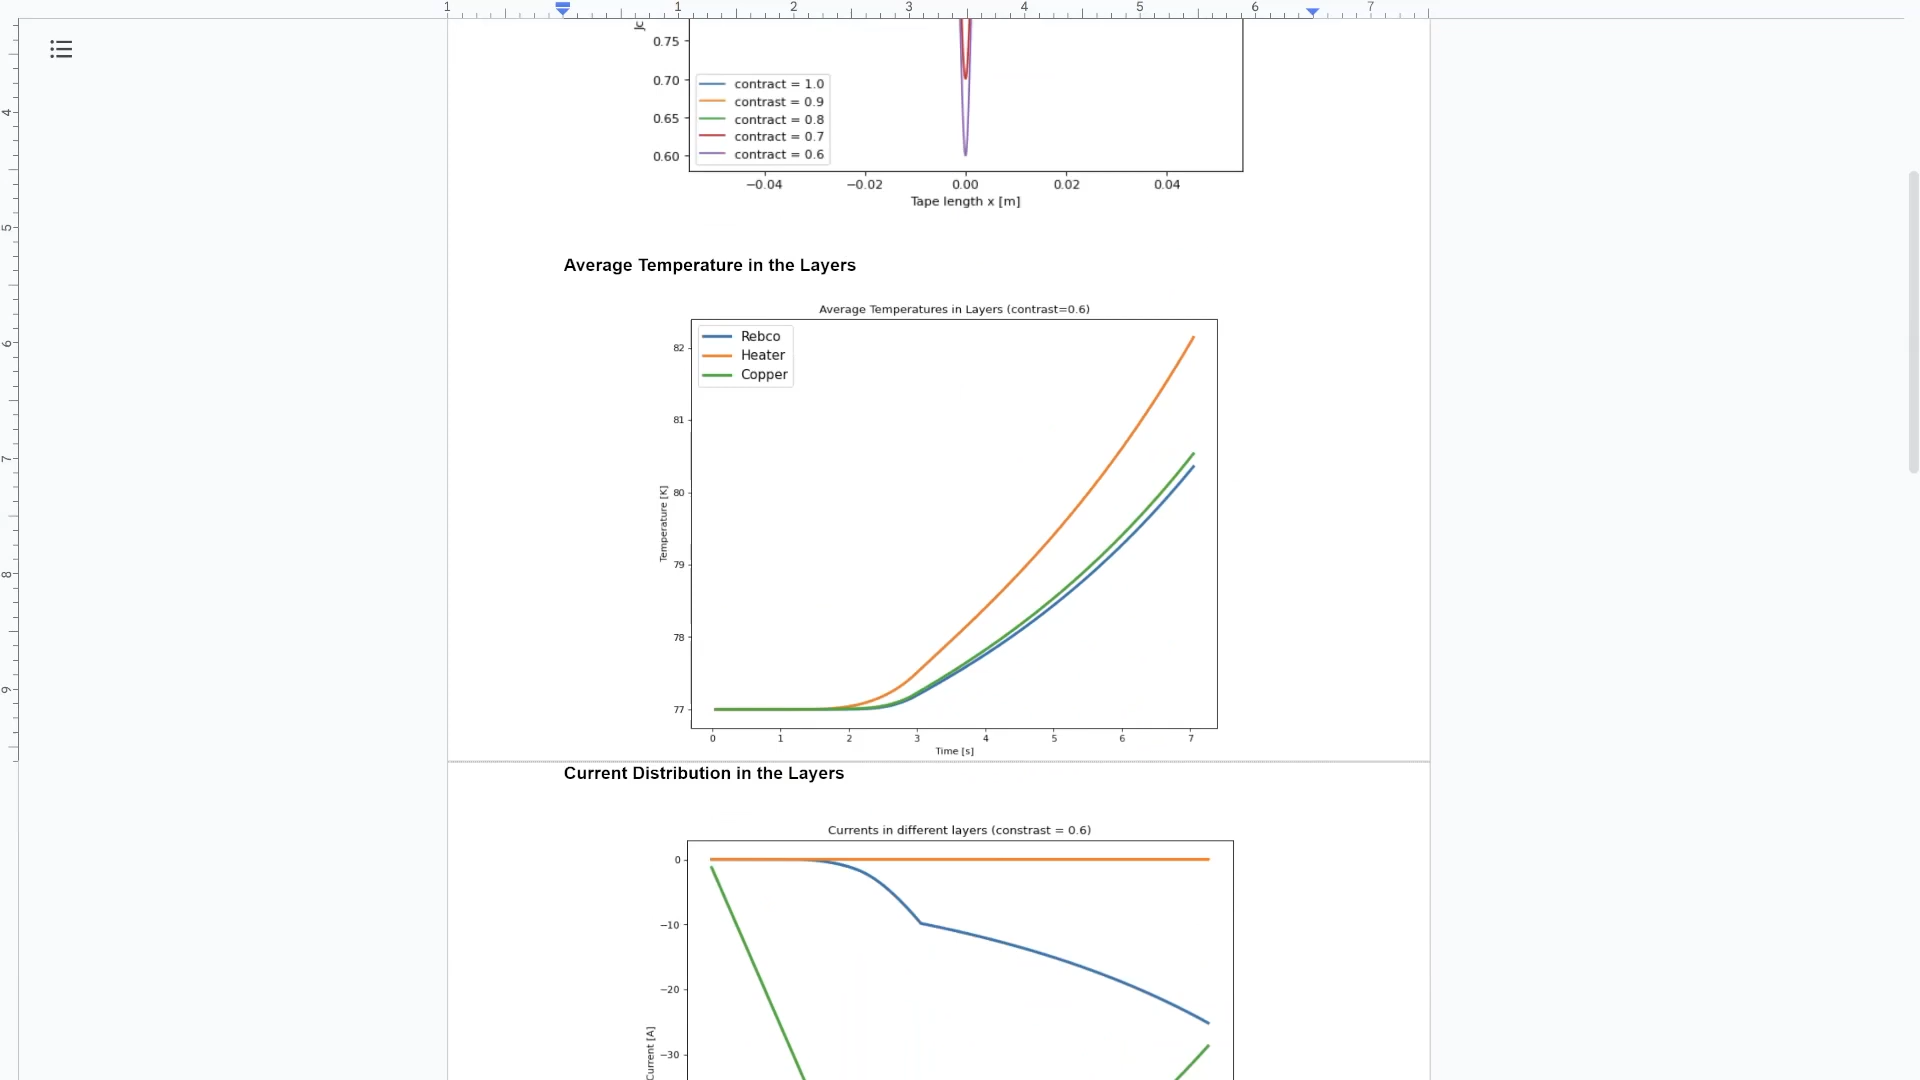 1 1 2 3 4 5 6 7
4
5
6
7
8
9
Jc
0.75
0.70
0.65
0.60
contract = 1.0
contrast = 0.9
contract = 0.8
contract = 0.7
contract = 0.6
−0.04 −0.02 0.00 0.02 0.04
Tape length x [m]
Average Temperature in the Layers
Average Temperatures in Layers (contrast=0.6)
Rebco
Heater
Copper
82
81
80
79
78
77
Temperature [K]
0 1 2 3 4 5 6 7
Time [s]
Current Distribution in the Layers
Currents in different layers (constrast = 0.6)
0
−10
−20
−30
Current [A]